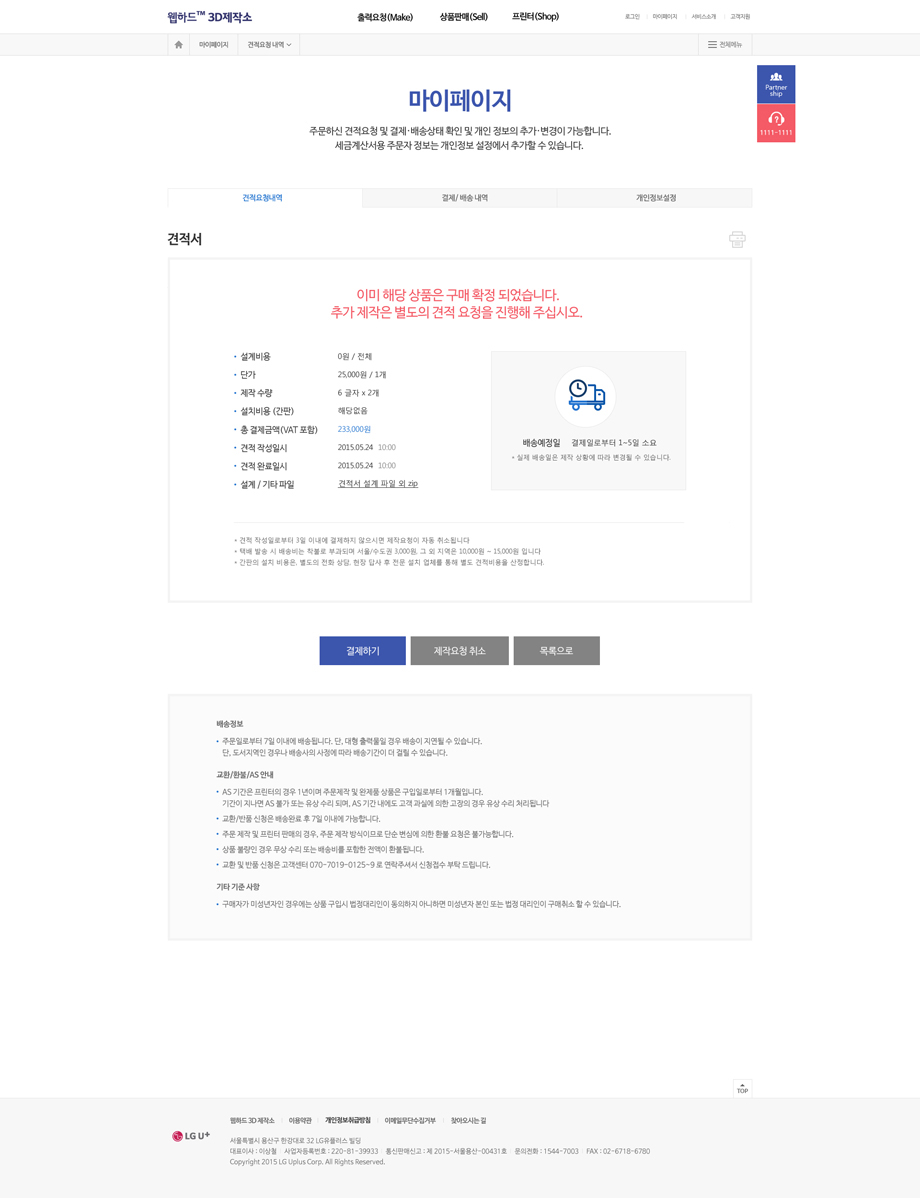 웹하드™ 3D제작소
출력요청(Make) 상품판매(Sell) 프린터(Shop)
로그인 마이페이지 서비스소개 고객지원
마이페이지 견적요청 내역 전체메뉴
Partner
ship
1111-1111
마이페이지
주문하신 견적요청 및 결제·배송상태 확인 및 개인 정보의 추가·변경이 가능합니다.
세금계산서용 주문자 정보는 개인정보 설정에서 추가할 수 있습니다.
견적요청내역 결제/ 배송 내역 개인정보설정
견적서
이미 해당 상품은 구매 확정 되었습니다.
추가 제작은 별도의 견적 요청을 진행해 주십시오.
• 설계비용 0원 / 전체
• 단가 25,000원 / 1개
• 제작 수량 6 글자 x 2개
• 설치비용 (간판) 해당없음
• 총 결제금액(VAT 포함) 233,000원
• 견적 작성일시 2015.05.24 10:00
• 견적 완료일시 2015.05.24 10:00
• 설계 / 기타 파일 견적서 설계 파일 외 zip
배송예정일 결제일로부터 1~5일 소요
* 실제 배송일은 제작 상황에 따라 변경될 수 있습니다.
* 견적 작성일로부터 3일 이내에 결제하지 않으시면 제작요청이 자동 취소됩니다
* 택배 발송 시 배송비는 착불로 부과되며 서울/수도권 3,000원, 그 외 지역은 10,000원 ~ 15,000원 입니다
* 간판의 설치 비용은, 별도의 전화 상담, 현장 답사 후 전문 설치 업체를 통해 별도 견적비용을 산정합니다.
결제하기 제작요청 취소 목록으로
배송정보
• 주문일로부터 7일 이내에 배송됩니다. 단, 대형 출력물일 경우 배송이 지연될 수 있습니다.
단, 도서지역인 경우나 배송사의 사정에 따라 배송기간이 더 걸릴 수 있습니다.
교환/환불/AS 안내
• AS 기간은 프린터의 경우 1년이며 주문제작 및 완제품 상품은 구입일로부터 1개월입니다.
기간이 지나면 AS 불가 또는 유상 수리 되며, AS 기간 내에도 고객 과실에 의한 고장의 경우 유상 수리 처리됩니다
• 교환/반품 신청은 배송완료 후 7일 이내에 가능합니다.
• 주문 제작 및 프린터 판매의 경우, 주문 제작 방식이므로 단순 변심에 의한 환불 요청은 불가능합니다.
• 상품 불량인 경우 무상 수리 또는 배송비를 포함한 전액이 환불됩니다.
• 교환 및 반품 신청은 고객센터 070-7019-0125~9 로 연락주셔서 신청접수 부탁 드립니다.
기타 기준 사항
• 구매자가 미성년자인 경우에는 상품 구입시 법정대리인이 동의하지 아니하면 미성년자 본인 또는 법정 대리인이 구매취소 할 수 있습니다.
TOP
웹하드 3D 제작소 이용약관 개인정보취급방침 이메일무단수집거부 찾아오시는 길
LG U+
서울특별시 용산구 한강대로 32 LG유플러스 빌딩
대표이사 : 이상철 사업자등록번호 : 220-81-39933 통신판매신고 : 제 2015-서울용산-00431호 문의전화 : 1544-7003 FAX : 02-6718-6780
Copyright 2015 LG Uplus Corp. All Rights Reserved.